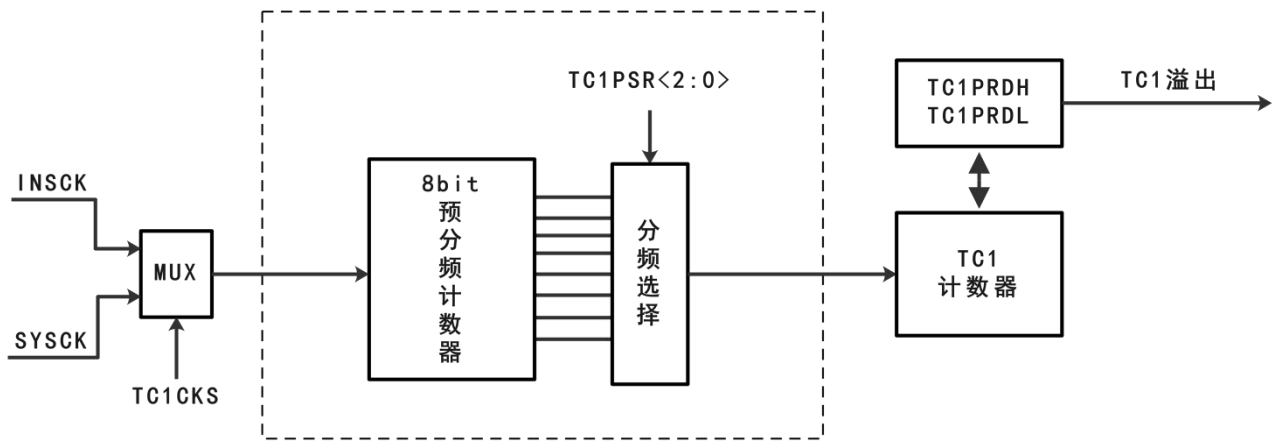 TC1PSR<2:0>
TC1PRDH
TC1PRDL
TC1溢出
INSCK
8bit
预分频计数器
分频选择
MUX
TC1
计数器
SYSCK
TC1CKS